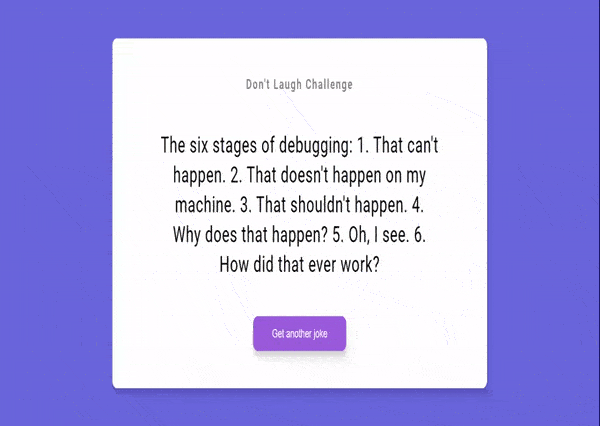 Don't Laugh Challenge
The six stages of debugging: 1. That can't
happen. 2. That doesn't happen on my
machine. 3. That shouldn't happen. 4.
Why does that happen? 5. Oh, I see. 6.
How did that ever work?
Get another joke